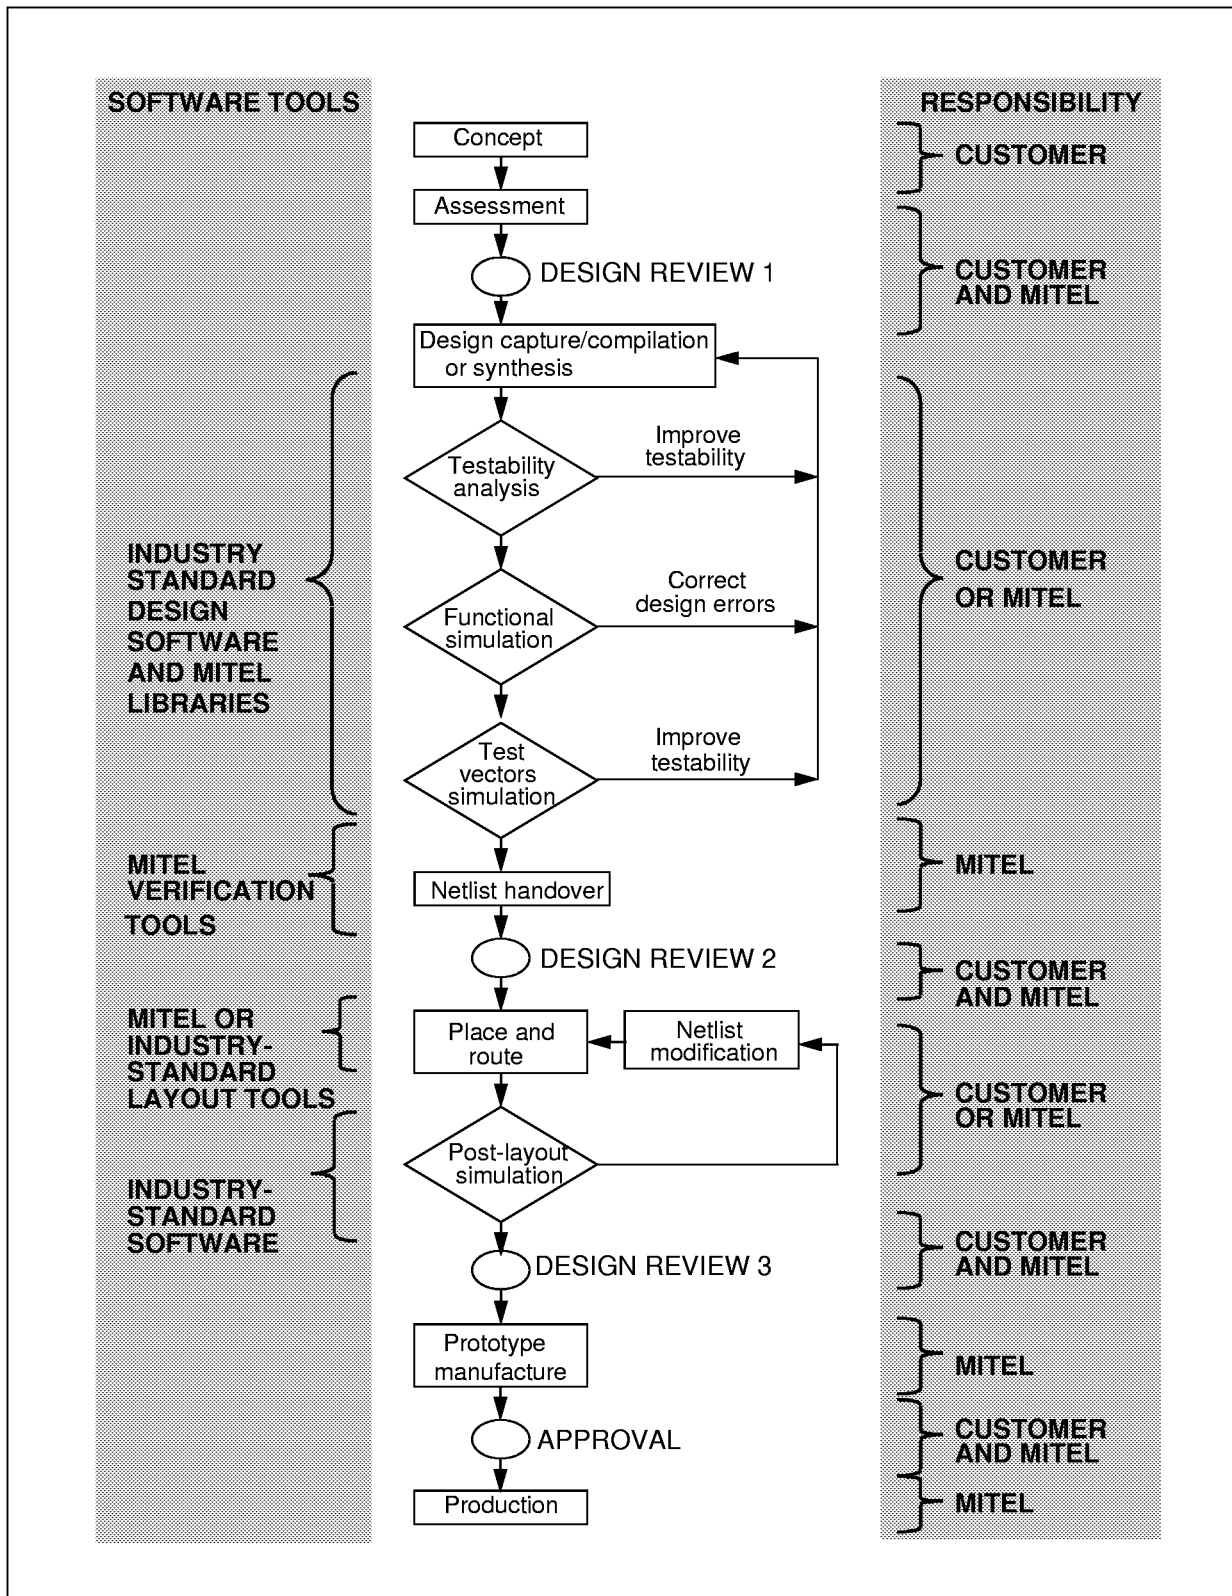 SOFTWARE TOOLS
INDUSTRY
STANDARD
DESIGN
SOFTWARE
AND MITEL
LIBRARIES
MITEL
VERIFICATION
TOOLS
MITEL OR
INDUSTRY-
STANDARD
LAYOUT TOOLS
INDUSTRY-
STANDARD
SOFTWARE
Concept
Assessment
DESIGN REVIEW 1
Design capture/compilation
or synthesis
Testability
analysis
Improve
testability
Functional
simulation
Correct
design errors
Test
vectors
simulation
Improve
testability
Netlist handover
DESIGN REVIEW 2
Place and
route
Netlist
modification
Post-layout
simulation
DESIGN REVIEW 3
Prototype
manufacture
APPROVAL
Production
RESPONSIBILITY
CUSTOMER
CUSTOMER
AND MITEL
CUSTOMER
OR MITEL
MITEL
CUSTOMER
AND MITEL
CUSTOMER
OR MITEL
CUSTOMER
AND MITEL
MITEL
CUSTOMER
AND MITEL
MITEL